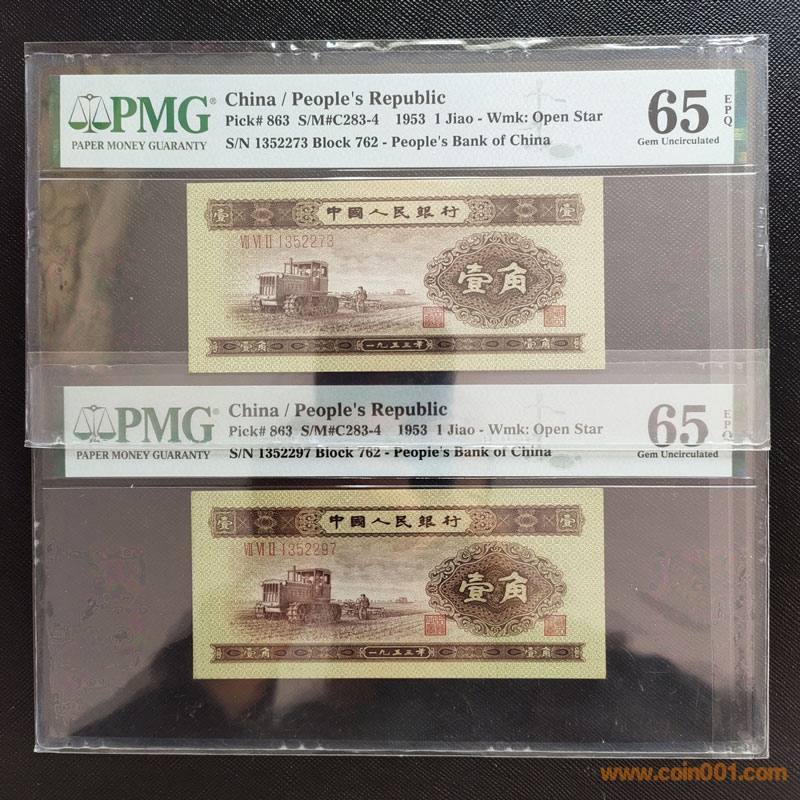 PMG®
PAPER MONEY GUARANTY
China / People's Republic
Pick# 863 S/M#C283-4 1953 1 Jiao - Wmk: Open Star
S/N 1352273 Block 762 - People's Bank of China
65 EPQ
Gem Uncirculated
壹 中國人民銀行 壹
VII VI II 1352273
壹角
壹角 一九五三年 壹角
PMG®
PAPER MONEY GUARANTY
China / People's Republic
Pick# 863 S/M#C283-4 1953 1 Jiao - Wmk: Open Star
S/N 1352297 Block 762 - People's Bank of China
65 EPQ
Gem Uncirculated
壹 中國人民銀行 壹
VII VI II 1352297
壹角
壹角 一九五三年 壹角
www.coin001.com